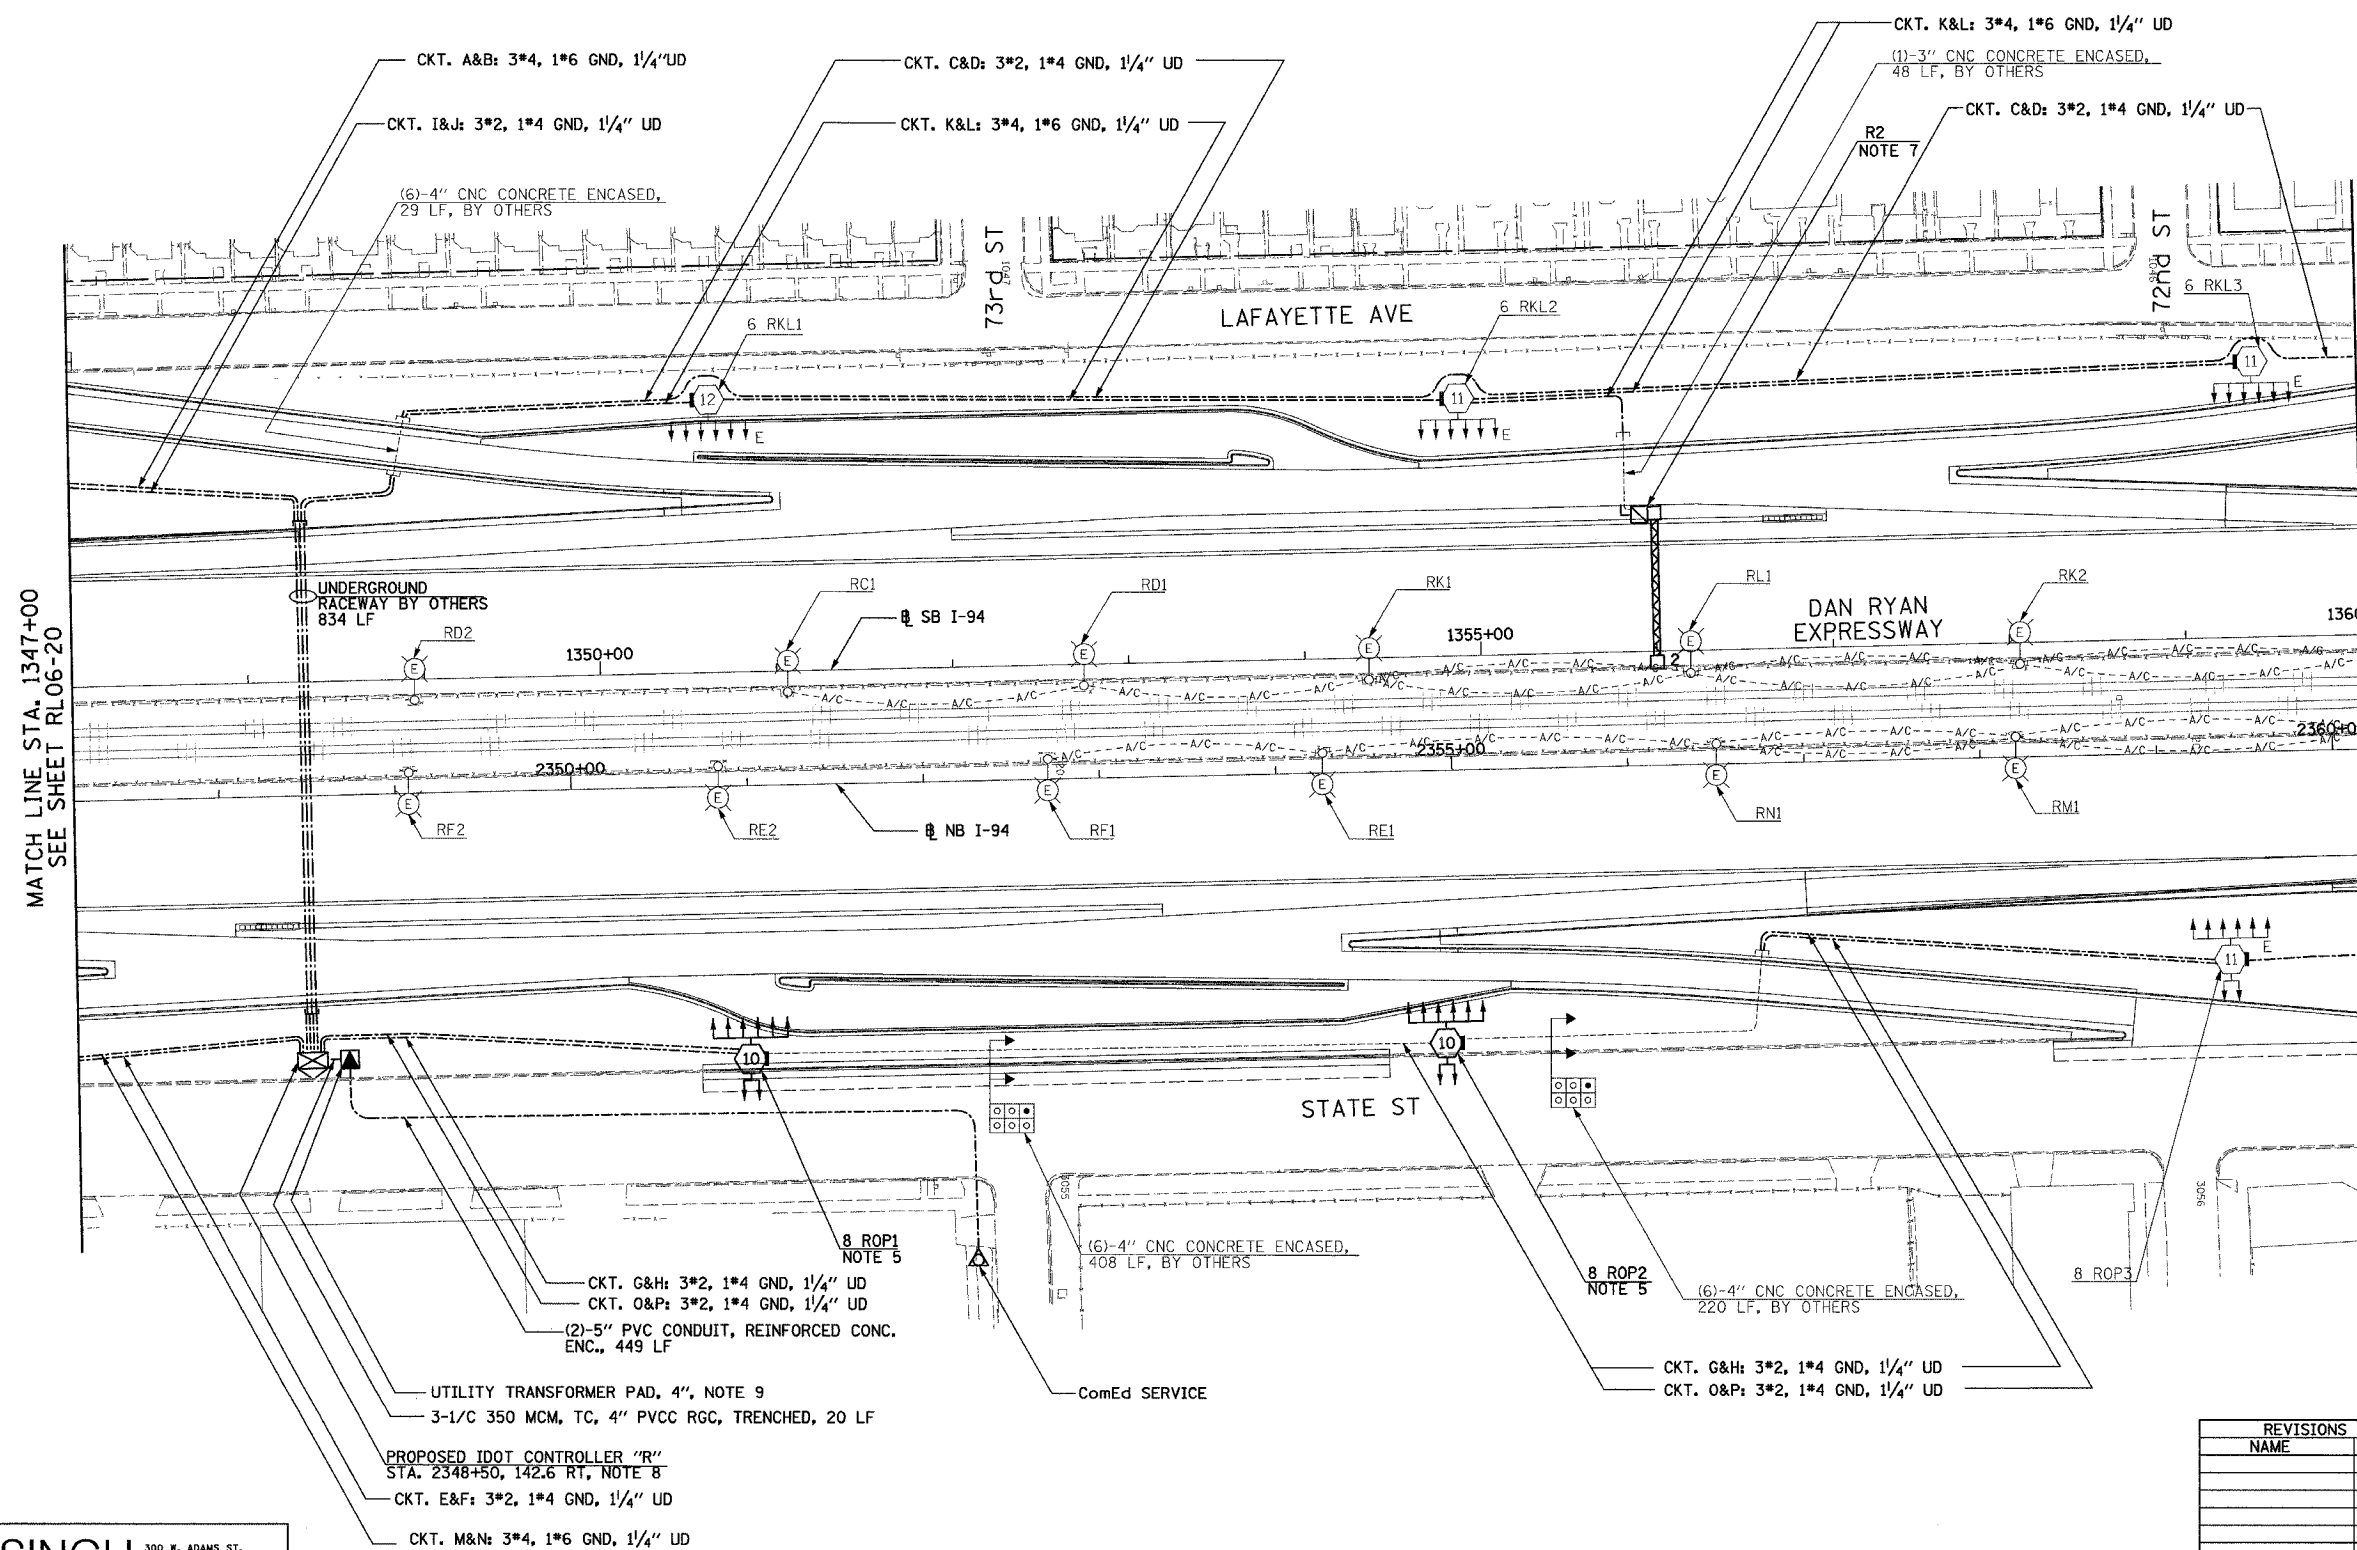 CKT. A&B: 3#4, 1#6 GND, 1¼"UD
CKT. C&D: 3#2, 1#4 GND, 1¼" UD
CKT. K&L: 3#4, 1#6 GND, 1¼" UD
(1)-3" CNC CONCRETE ENCASED,
48 LF, BY OTHERS
CKT. I&J: 3#2, 1#4 GND, 1¼" UD
CKT. K&L: 3#4, 1#6 GND, 1¼" UD
CKT. C&D: 3#2, 1#4 GND, 1¼" UD
R2
NOTE 7
(6)-4" CNC CONCRETE ENCASED,
29 LF, BY OTHERS
73rd ST
72nd ST
LAFAYETTE AVE
6 RKL1
6 RKL2
6 RKL3
12
11
11
E
E
E
MATCH LINE STA. 1347+00
SEE SHEET RL06-20
UNDERGROUND
RACEWAY BY OTHERS
834 LF
RD2
RC1
RD1
RK1
RL1
RK2
℄ SB I-94
DAN RYAN
EXPRESSWAY
1350+00
1355+00
1360
E
E
E
E
E
E
2
A/C
2350+00
2355+00
2360+0
E
E
E
E
E
E
RF2
RE2
℄ NB I-94
RF1
RE1
RN1
RM1
10
10
11
E
STATE ST
3055
3056
8 ROP1
NOTE 5
(6)-4" CNC CONCRETE ENCASED,
408 LF, BY OTHERS
8 ROP2
NOTE 5
(6)-4" CNC CONCRETE ENCASED,
220 LF, BY OTHERS
8 ROP3
CKT. G&H: 3#2, 1#4 GND, 1¼" UD
CKT. O&P: 3#2, 1#4 GND, 1¼" UD
(2)-5" PVC CONDUIT, REINFORCED CONC.
ENC., 449 LF
CKT. G&H: 3#2, 1#4 GND, 1¼" UD
CKT. O&P: 3#2, 1#4 GND, 1¼" UD
UTILITY TRANSFORMER PAD, 4", NOTE 9
ComEd SERVICE
3-1/C 350 MCM, TC, 4" PVCC RGC, TRENCHED, 20 LF
PROPOSED IDOT CONTROLLER "R"
STA. 2348+50, 142.6 RT, NOTE 8
CKT. E&F: 3#2, 1#4 GND, 1¼" UD
CKT. M&N: 3#4, 1#6 GND, 1¼" UD
REVISIONS
NAME
SINGH
300 W. ADAMS ST.